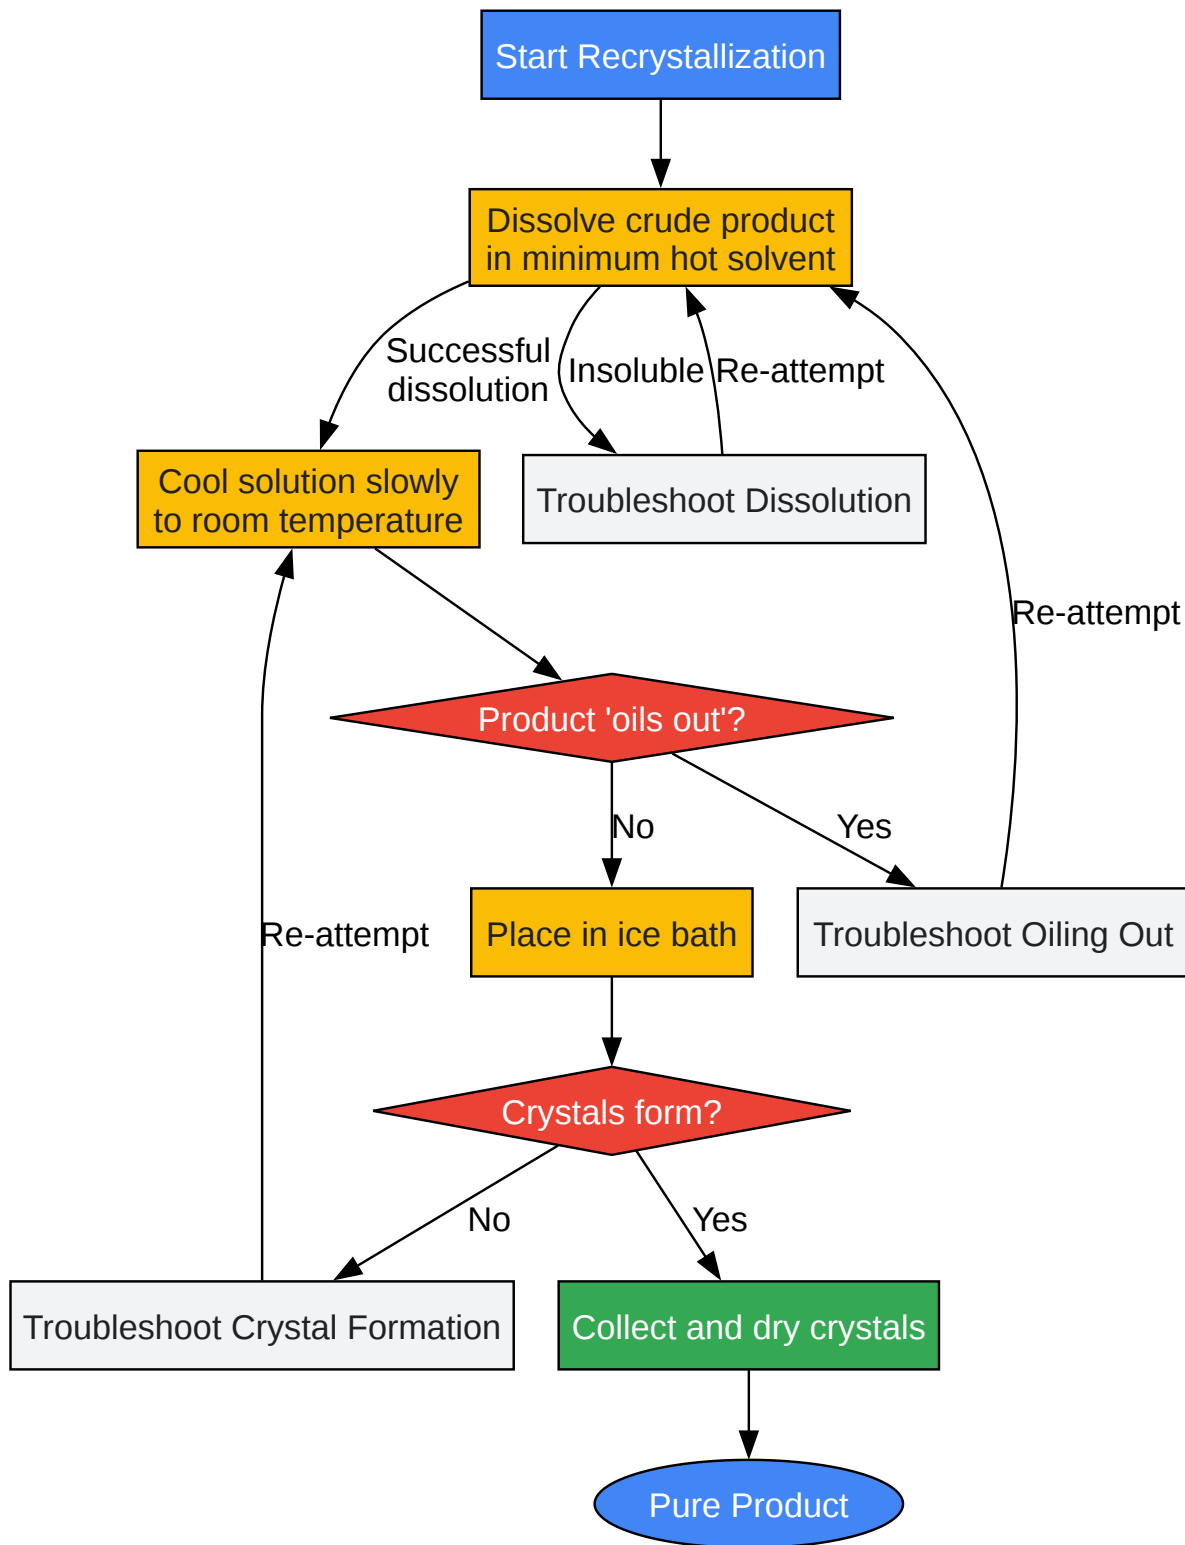 Start Recrystallization
Dissolve crude product
in minimum hot solvent
Successful
dissolution
Insoluble
Re-attempt
Cool solution slowly
to room temperature
Troubleshoot Dissolution
Re-attempt
Product 'oils out'?
No
Yes
Re-attempt
Place in ice bath
Troubleshoot Oiling Out
Crystals form?
No
Yes
Troubleshoot Crystal Formation
Collect and dry crystals
Pure Product